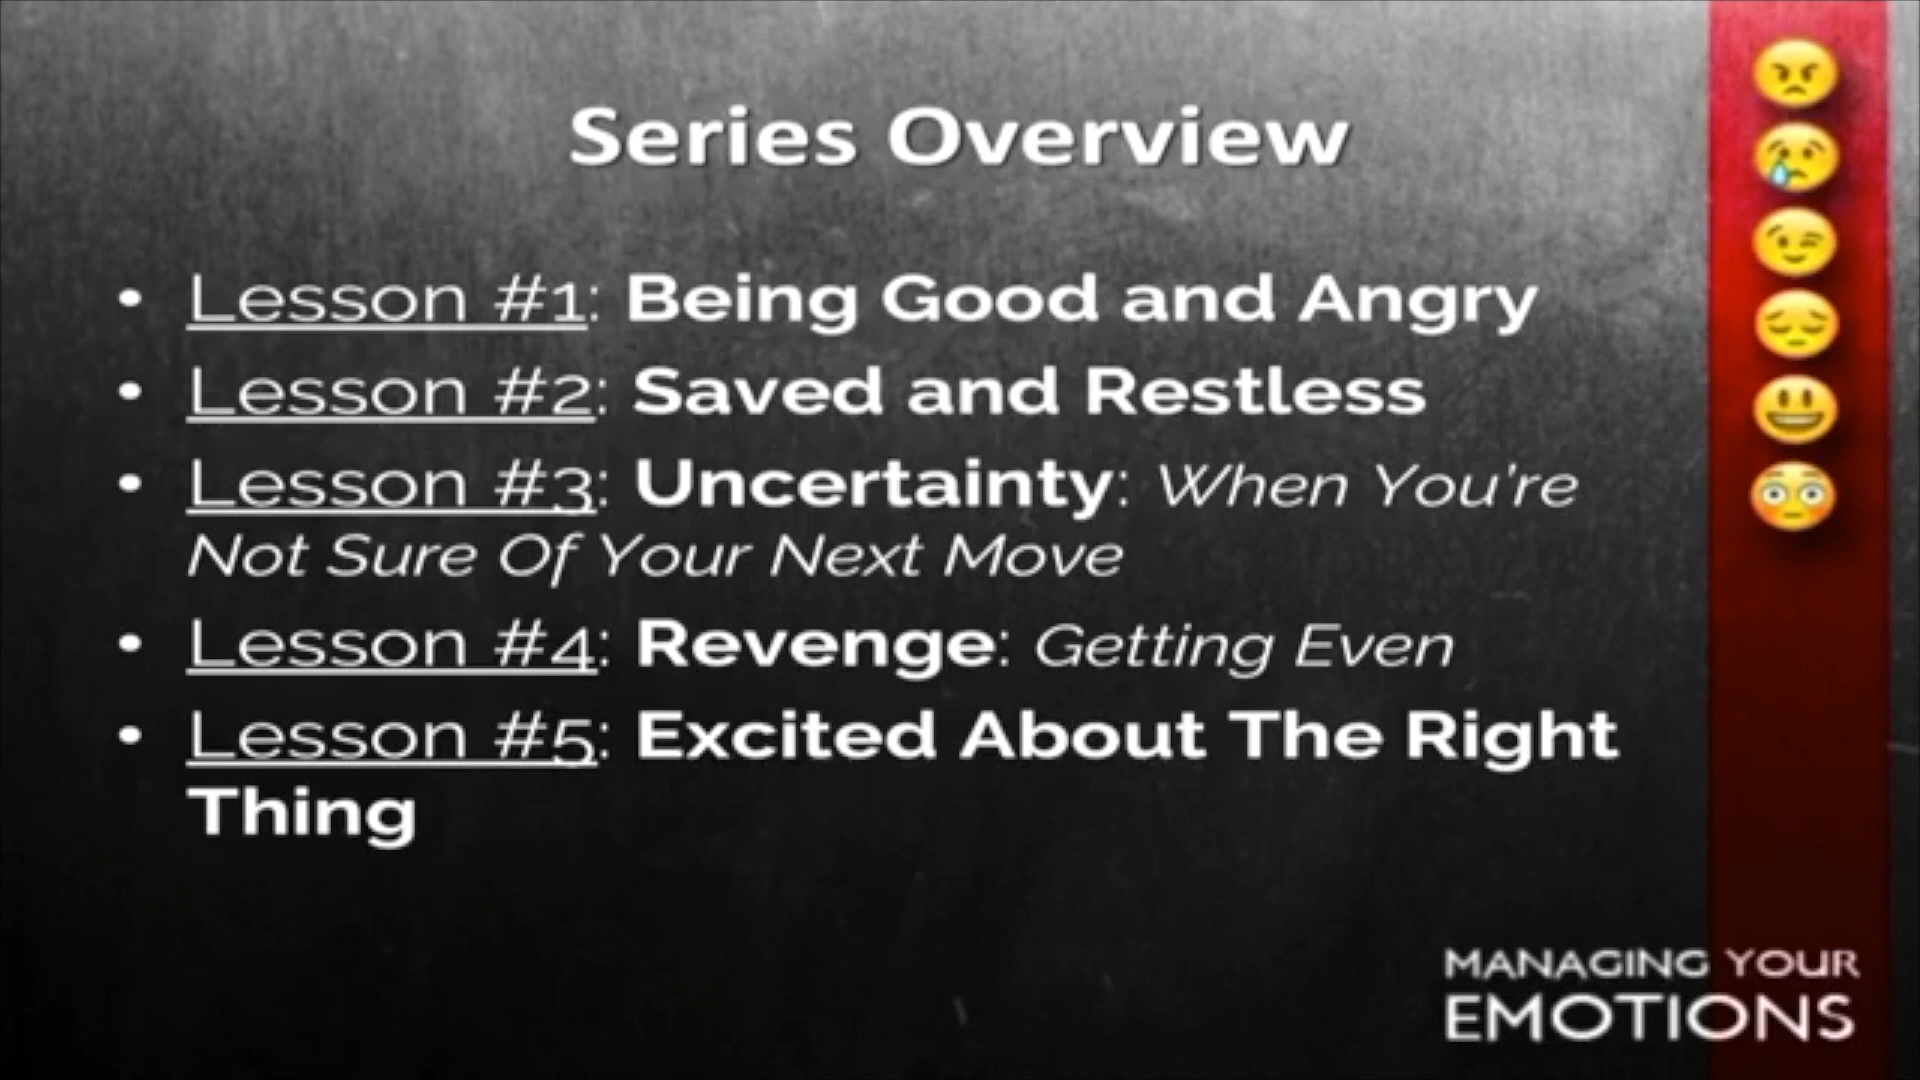 Series Overview
• Lesson #1: Being Good and Angry
• Lesson #2: Saved and Restless
• Lesson #3: Uncertainty: When You're
Not Sure Of Your Next Move
• Lesson #4: Revenge: Getting Even
• Lesson #5: Excited About The Right
Thing
MANAGING YOUR
EMOTIONS